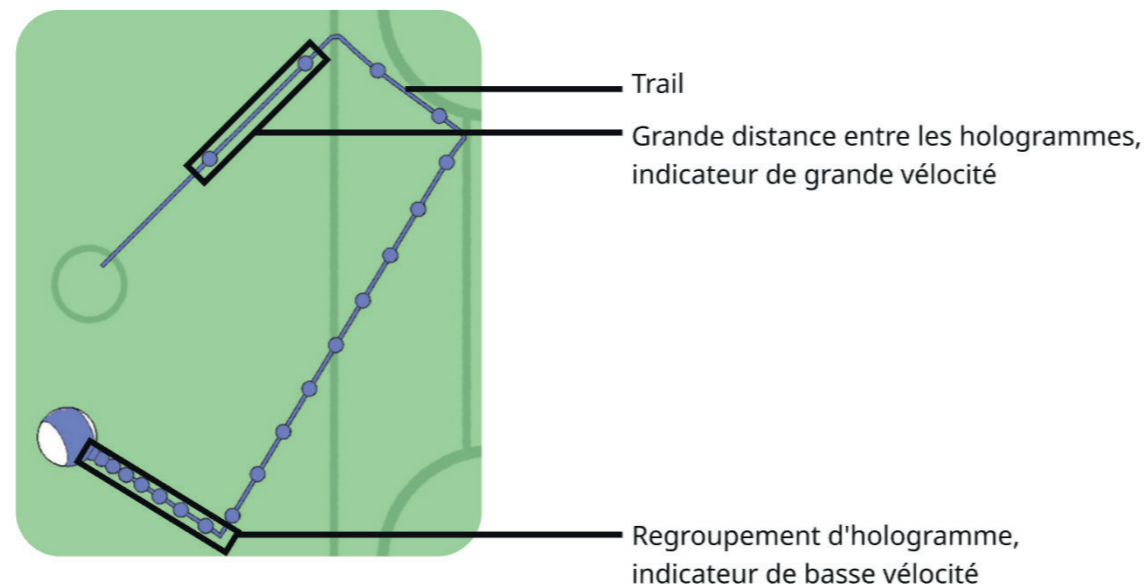 Trail
Grande distance entre les hologrammes,
indicateur de grande vélocité
Regroupement d'hologramme,
indicateur de basse vélocité